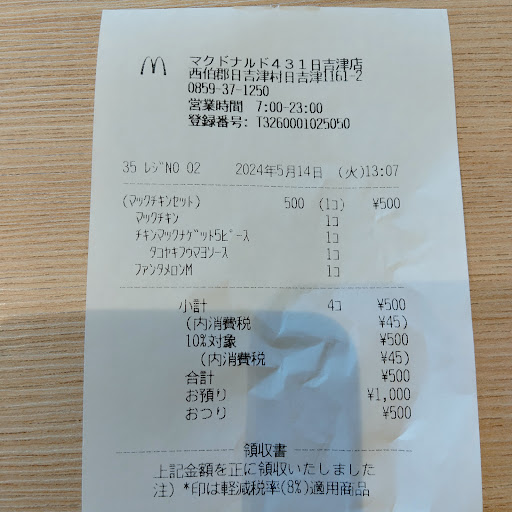 マクドナルド431日吉津店
西伯郡日吉津村日吉津1161-2
0859-37-1250
営業時間 7:00-23:00
登録番号: T3260001025050
35 ﾚｼﾞNO 02 2024年5月14日 (火)13:07
(ﾏｯｸﾁｷﾝｾｯﾄ) 500 (1ｺ) ¥500
ﾏｯｸﾁｷﾝ 1ｺ
ﾁｷﾝﾏｯｸﾅｹﾞｯﾄ5ﾋﾟｰｽ 1ｺ
ﾀｺﾔｷﾌｳﾏﾖｿｰｽ 1ｺ
ﾌｧﾝﾀﾒﾛﾝM 1ｺ
小計 4ｺ ¥500
(内消費税 ¥45)
10%対象 ¥500
(内消費税 ¥45)
合計 ¥500
お預り ¥1,000
おつり ¥500
領収書
上記金額を正に領収いたしました
注) *印は軽減税率(8%)適用商品